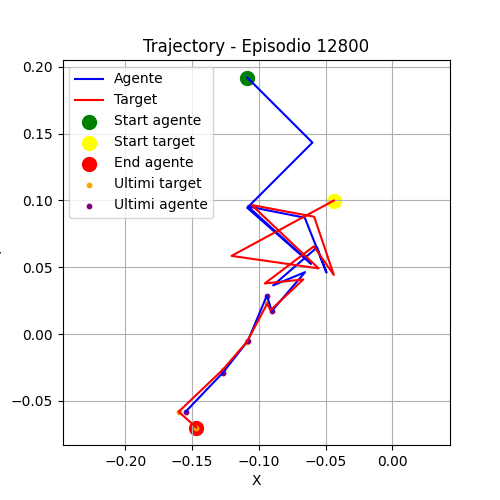 Trajectory - Episodio 12800
Agente
Target
Start agente
Start target
End agente
Ultimi target
Ultimi agente
0.20
0.15
0.10
0.05
0.00
−0.05
−0.20
−0.15
−0.10
−0.05
0.00
X